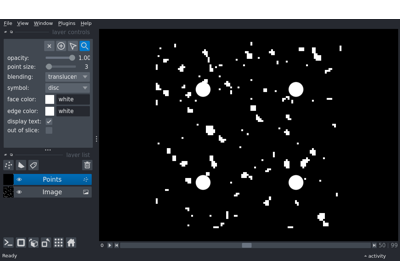 File View Window Plugins Help
layer controls
opacity: 1.00
point size: 3
blending: translucen
symbol: disc
face color: white
edge color: white
display text:
out of slice:
layer list
Points
Image
0
50 99
Ready
activity